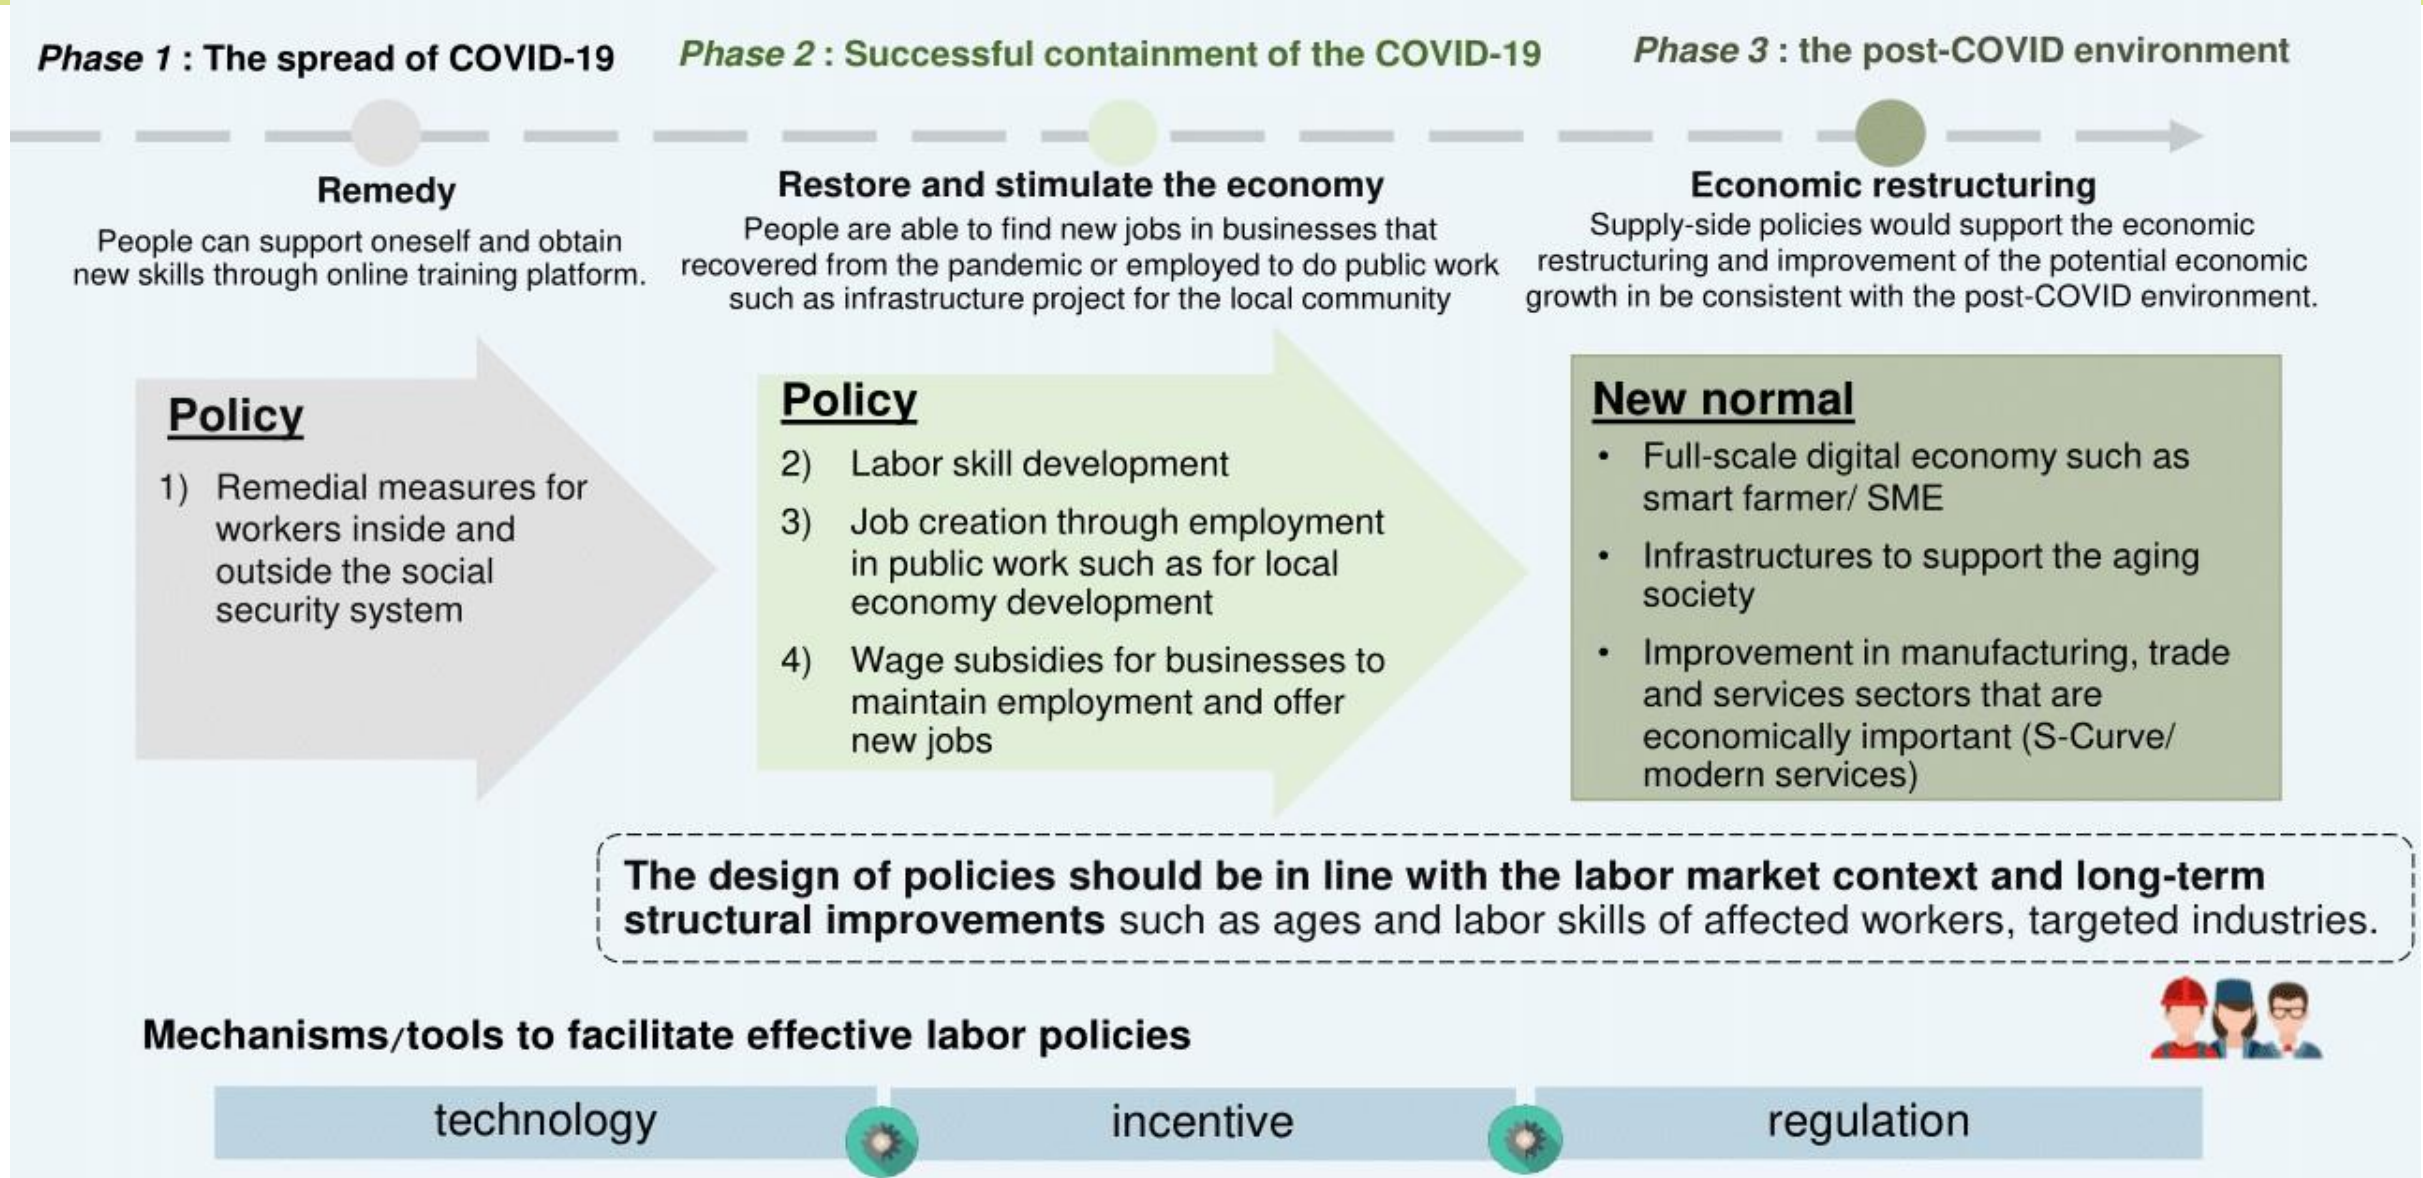 Phase 1 : The spread of COVID-19
Remedy
People can support oneself and obtain
new skills through online training platform.
Policy
1) Remedial measures for
workers inside and
outside the social
security system
Phase 2 : Successful containment of the COVID-19
Restore and stimulate the economy
People are able to find new jobs in businesses that
recovered from the pandemic or employed to do public work
such as infrastructure project for the local community
Policy
2) Labor skill development
3) Job creation through employment
in public work such as for local
economy development
4) Wage subsidies for businesses to
maintain employment and offer
new jobs
Phase 3 : the post-COVID environment
Economic restructuring
Supply-side policies would support the economic
restructuring and improvement of the potential economic
growth in be consistent with the post-COVID environment.
New normal
• Full-scale digital economy such as
smart farmer/ SME
• Infrastructures to support the aging
society
• Improvement in manufacturing, trade
and services sectors that are
economically important (S-Curve/
modern services)
The design of policies should be in line with the labor market context and long-term
structural improvements such as ages and labor skills of affected workers, targeted industries.
Mechanisms/tools to facilitate effective labor policies
technology
incentive
regulation